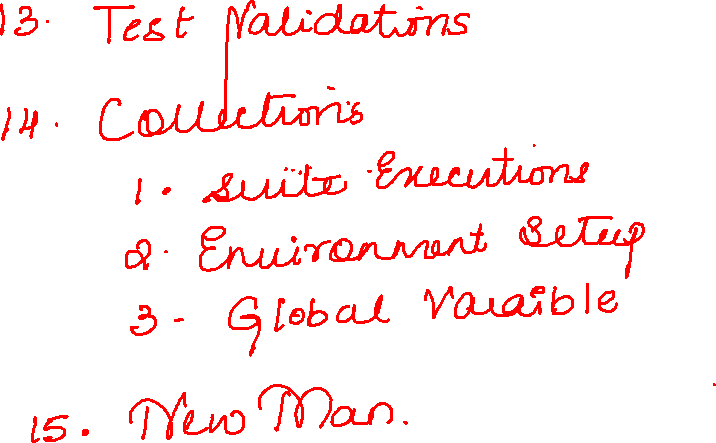 13. Test Validations
14. Collections
1. Suite Executions
2. Environment Setup
3 - Global Varaible
15. New Man.